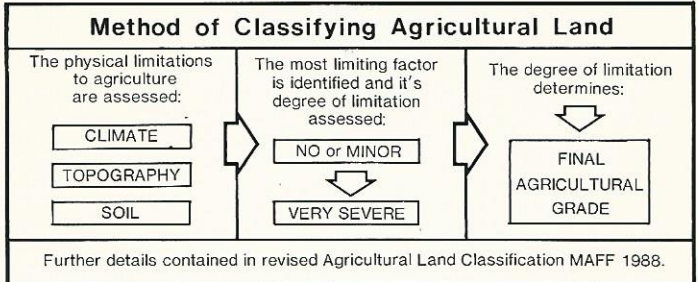 Method of Classifying Agricultural Land
The physical limitations
to agriculture
are assessed:
CLIMATE
TOPOGRAPHY
SOIL
The most limiting factor
is identified and it's
degree of limitation
assessed:
NO or MINOR
VERY SEVERE
The degree of limitation
determines:
FINAL
AGRICULTURAL
GRADE
Further details contained in revised Agricultural Land Classification MAFF 1988.